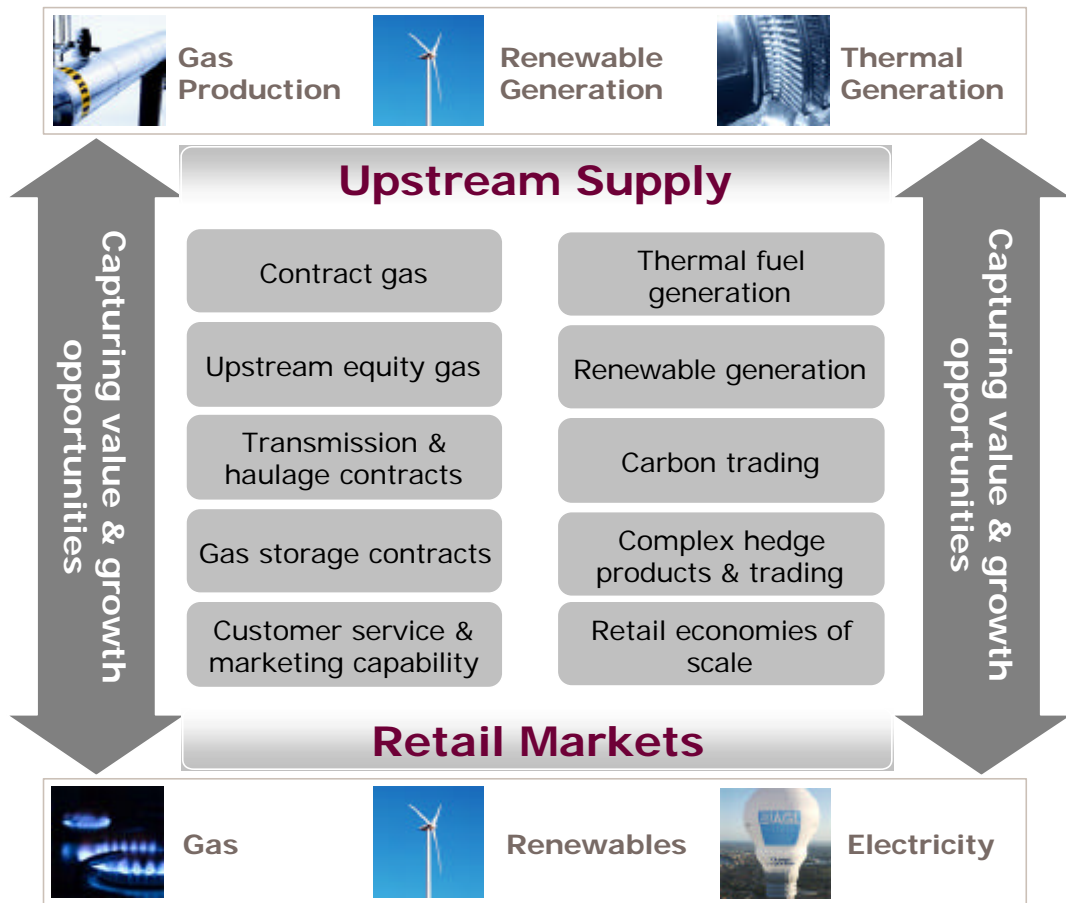 Gas
Production
Renewable
Generation
Thermal
Generation
Upstream Supply
Capturing value & growth
opportunities
Contract gas
Thermal fuel
generation
Upstream equity gas
Renewable generation
Transmission &
haulage contracts
Carbon trading
Gas storage contracts
Complex hedge
products & trading
Customer service &
marketing capability
Retail economies of
scale
Capturing value & growth
opportunities
Retail Markets
Gas
Renewables
AGL
Electricity